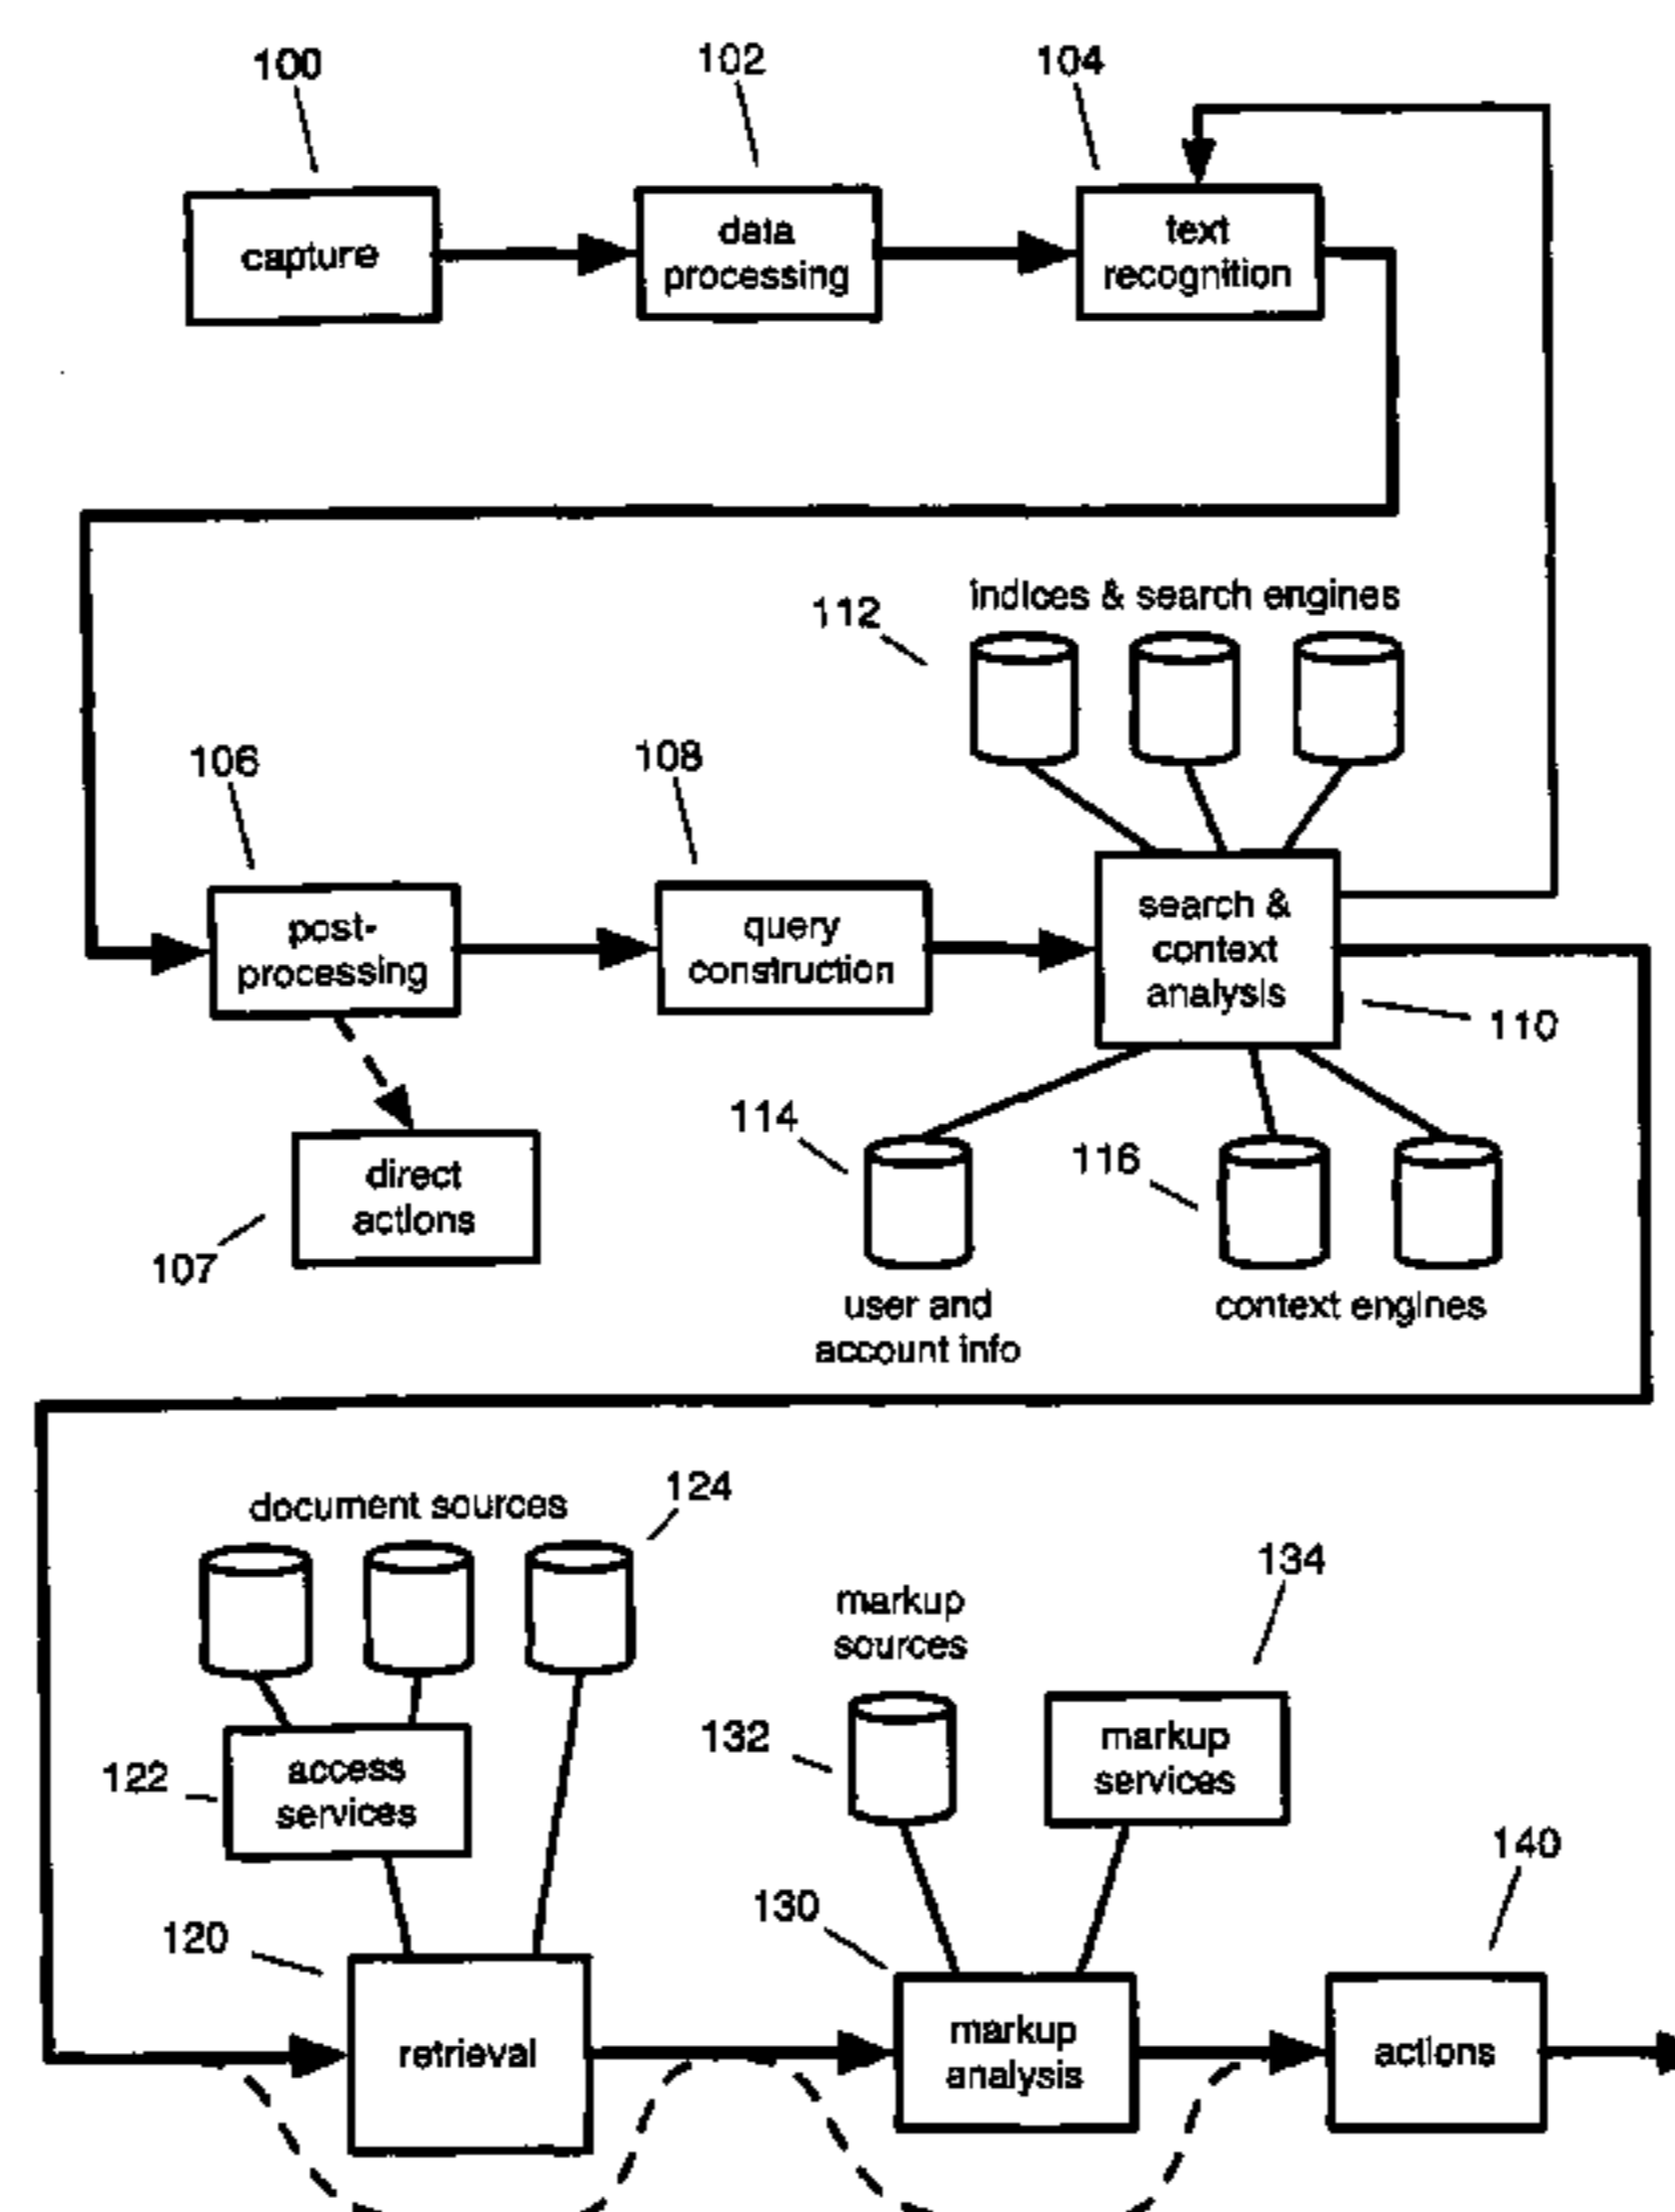 100
102
104
capture
data
processing
text
recognition
112
indices & search engines
106
108
post-
processing
query
construction
search &
context
analysis
110
114
116
direct
actions
107
user and
account info
context engines
document sources
124
134
markup
sources
132
markup
services
access
services
122
140
130
120
retrieval
markup
analysis
actions